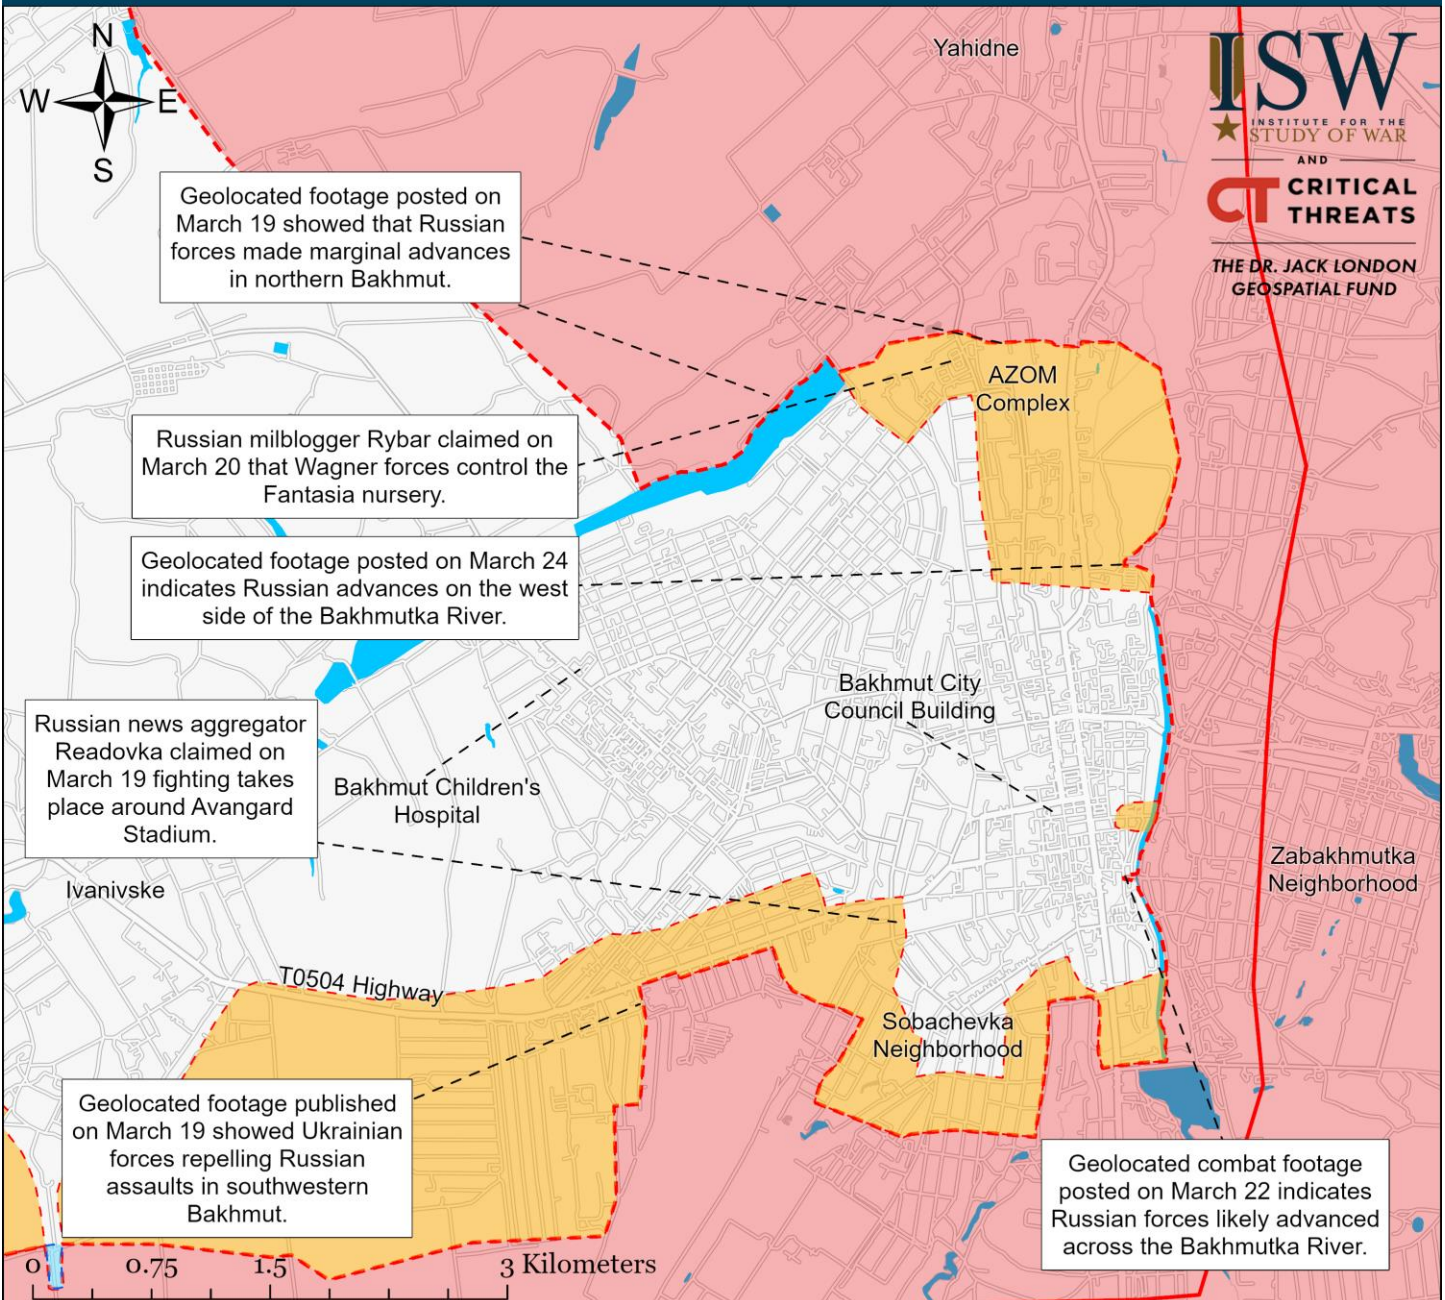 N
W E
S
Yahidne
ISW
INSTITUTE FOR THE
STUDY OF WAR
AND
CT CRITICAL
THREATS
THE DR. JACK LONDON
GEOSPATIAL FUND
Geolocated footage posted on
March 19 showed that Russian
forces made marginal advances
in northern Bakhmut.
AZOM
Complex
Russian milblogger Rybar claimed on
March 20 that Wagner forces control the
Fantasia nursery.
Geolocated footage posted on March 24
indicates Russian advances on the west
side of the Bakhmutka River.
Bakhmut City
Council Building
Russian news aggregator
Readovka claimed on
March 19 fighting takes
place around Avangard
Stadium.
Bakhmut Children's
Hospital
Zabakhmutka
Neighborhood
Ivanivske
T0504 Highway
Sobachevka
Neighborhood
Geolocated footage published
on March 19 showed Ukrainian
forces repelling Russian
assaults in southwestern
Bakhmut.
Geolocated combat footage
posted on March 22 indicates
Russian forces likely advanced
across the Bakhmutka River.
0 0.75 1.5 3 Kilometers